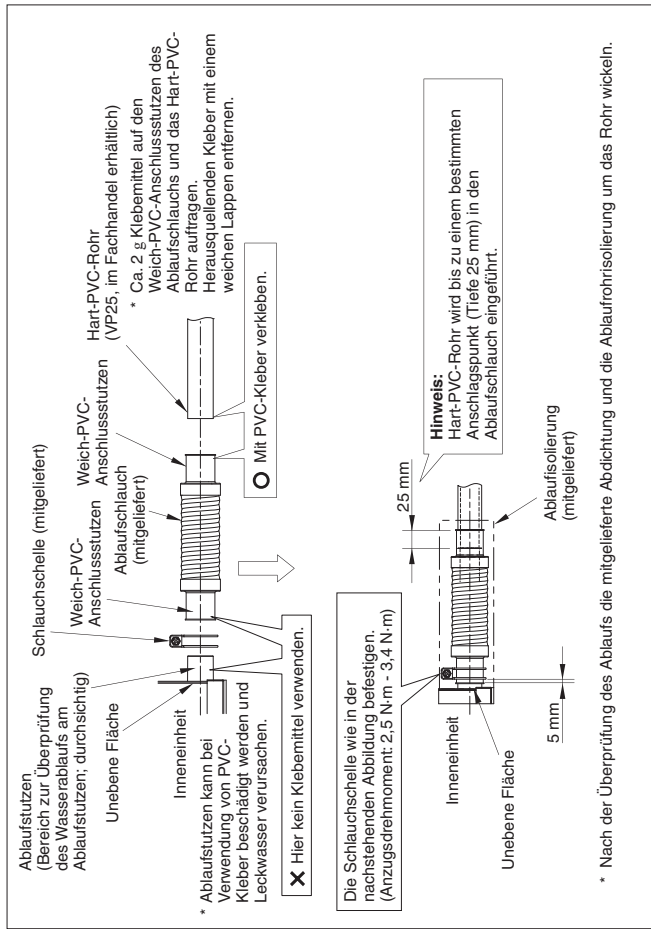 Ablaufstutzen
(Bereich zur Überprüfung
des Wasserablaufs am
Ablaufstutzen; durchsichtig)
Unebene Fläche
Inneneinheit
* Ablaufstutzen kann bei
Verwendung von PVC-
Kleber beschädigt werden und
Leckwasser verursachen.
✕ Hier kein Klebemittel verwenden.
Schlauchschelle (mitgeliefert)
Weich-PVC-
Anschlussstutzen
Ablaufschlauch
(mitgeliefert)
Weich-PVC-
Anschlussstutzen
Hart-PVC-Rohr
(VP25, im Fachhandel erhältlich)
* Ca. 2 g Klebemittel auf den
Weich-PVC-Anschlussstutzen des
Ablaufschlauchs und das Hart-PVC-
Rohr auftragen.
Herausquellenden Kleber mit einem
weichen Lappen entfernen.
○ Mit PVC-Kleber verkleben.
Die Schlauchschelle wie in der
nachstehenden Abbildung befestigen.
(Anzugsdrehmoment: 2,5 N·m - 3,4 N·m)
Inneneinheit
Unebene Fläche
5 mm
25 mm
Hinweis:
Hart-PVC-Rohr wird bis zu einem bestimmten
Anschlagspunkt (Tiefe 25 mm) in den
Ablaufschlauch eingeführt.
Ablaufisolierung
(mitgeliefert)
* Nach der Überprüfung des Ablaufs die mitgelieferte Abdichtung und die Ablaufrohrisolierung um das Rohr wickeln.